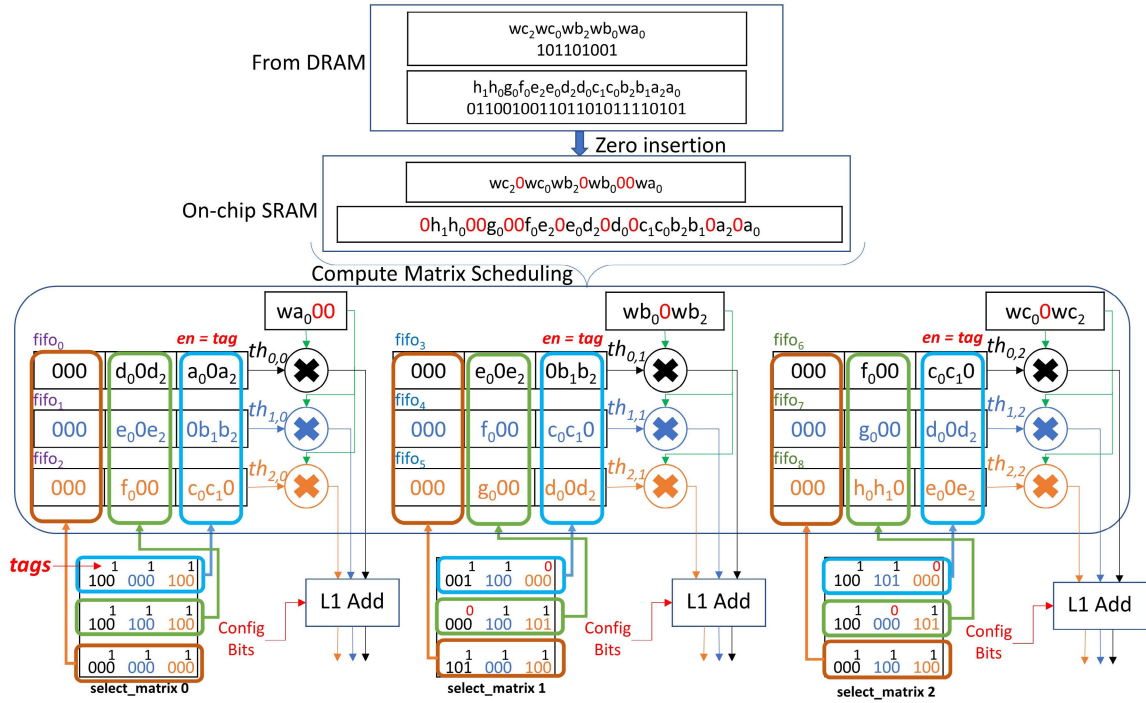 wc₂wc₀wb₂wb₀wa₀
101101001
From DRAM
h₁h₀g₀f₀e₂e₀d₂d₀c₁c₀b₂b₁a₂a₀
011001001101101011110101
Zero insertion
wc₂0wc₀wb₂0wb₀00wa₀
On-chip SRAM
0h₁h₀00g₀00f₀e₂0e₀d₂0d₀0c₁c₀b₂b₁0a₂0a₀
Compute Matrix Scheduling
wa₀00
fifo₀
en = tag
000 d₀0d₂ a₀0a₂ th₀,₀
fifo₁
000 e₀0e₂ 0b₁b₂ th₁,₀
fifo₂
000 f₀00 c₀c₁0 th₂,₀
wb₀0wb₂
fifo₃
en = tag
000 e₀0e₂ 0b₁b₂ th₀,₁
fifo₄
000 f₀00 c₀c₁0 th₁,₁
fifo₅
000 g₀00 d₀0d₂ th₂,₁
wc₀0wc₂
fifo₆
en = tag
000 f₀00 c₀c₁0 th₀,₂
fifo₇
000 g₀00 d₀0d₂ th₁,₂
fifo₈
000 h₀h₁0 e₀0e₂ th₂,₂
tags
1 1 1
100 000 100
1 1 1
100 100 100
1 1 1
000 000 000
select_matrix 0
Config
Bits
L1 Add
1 1 0
001 100 000
0 1 1
000 100 101
1 1 1
101 000 100
select_matrix 1
Config
Bits
L1 Add
1 1 0
100 101 000
1 0 1
100 000 101
1 1 1
000 100 100
select_matrix 2
Config
Bits
L1 Add